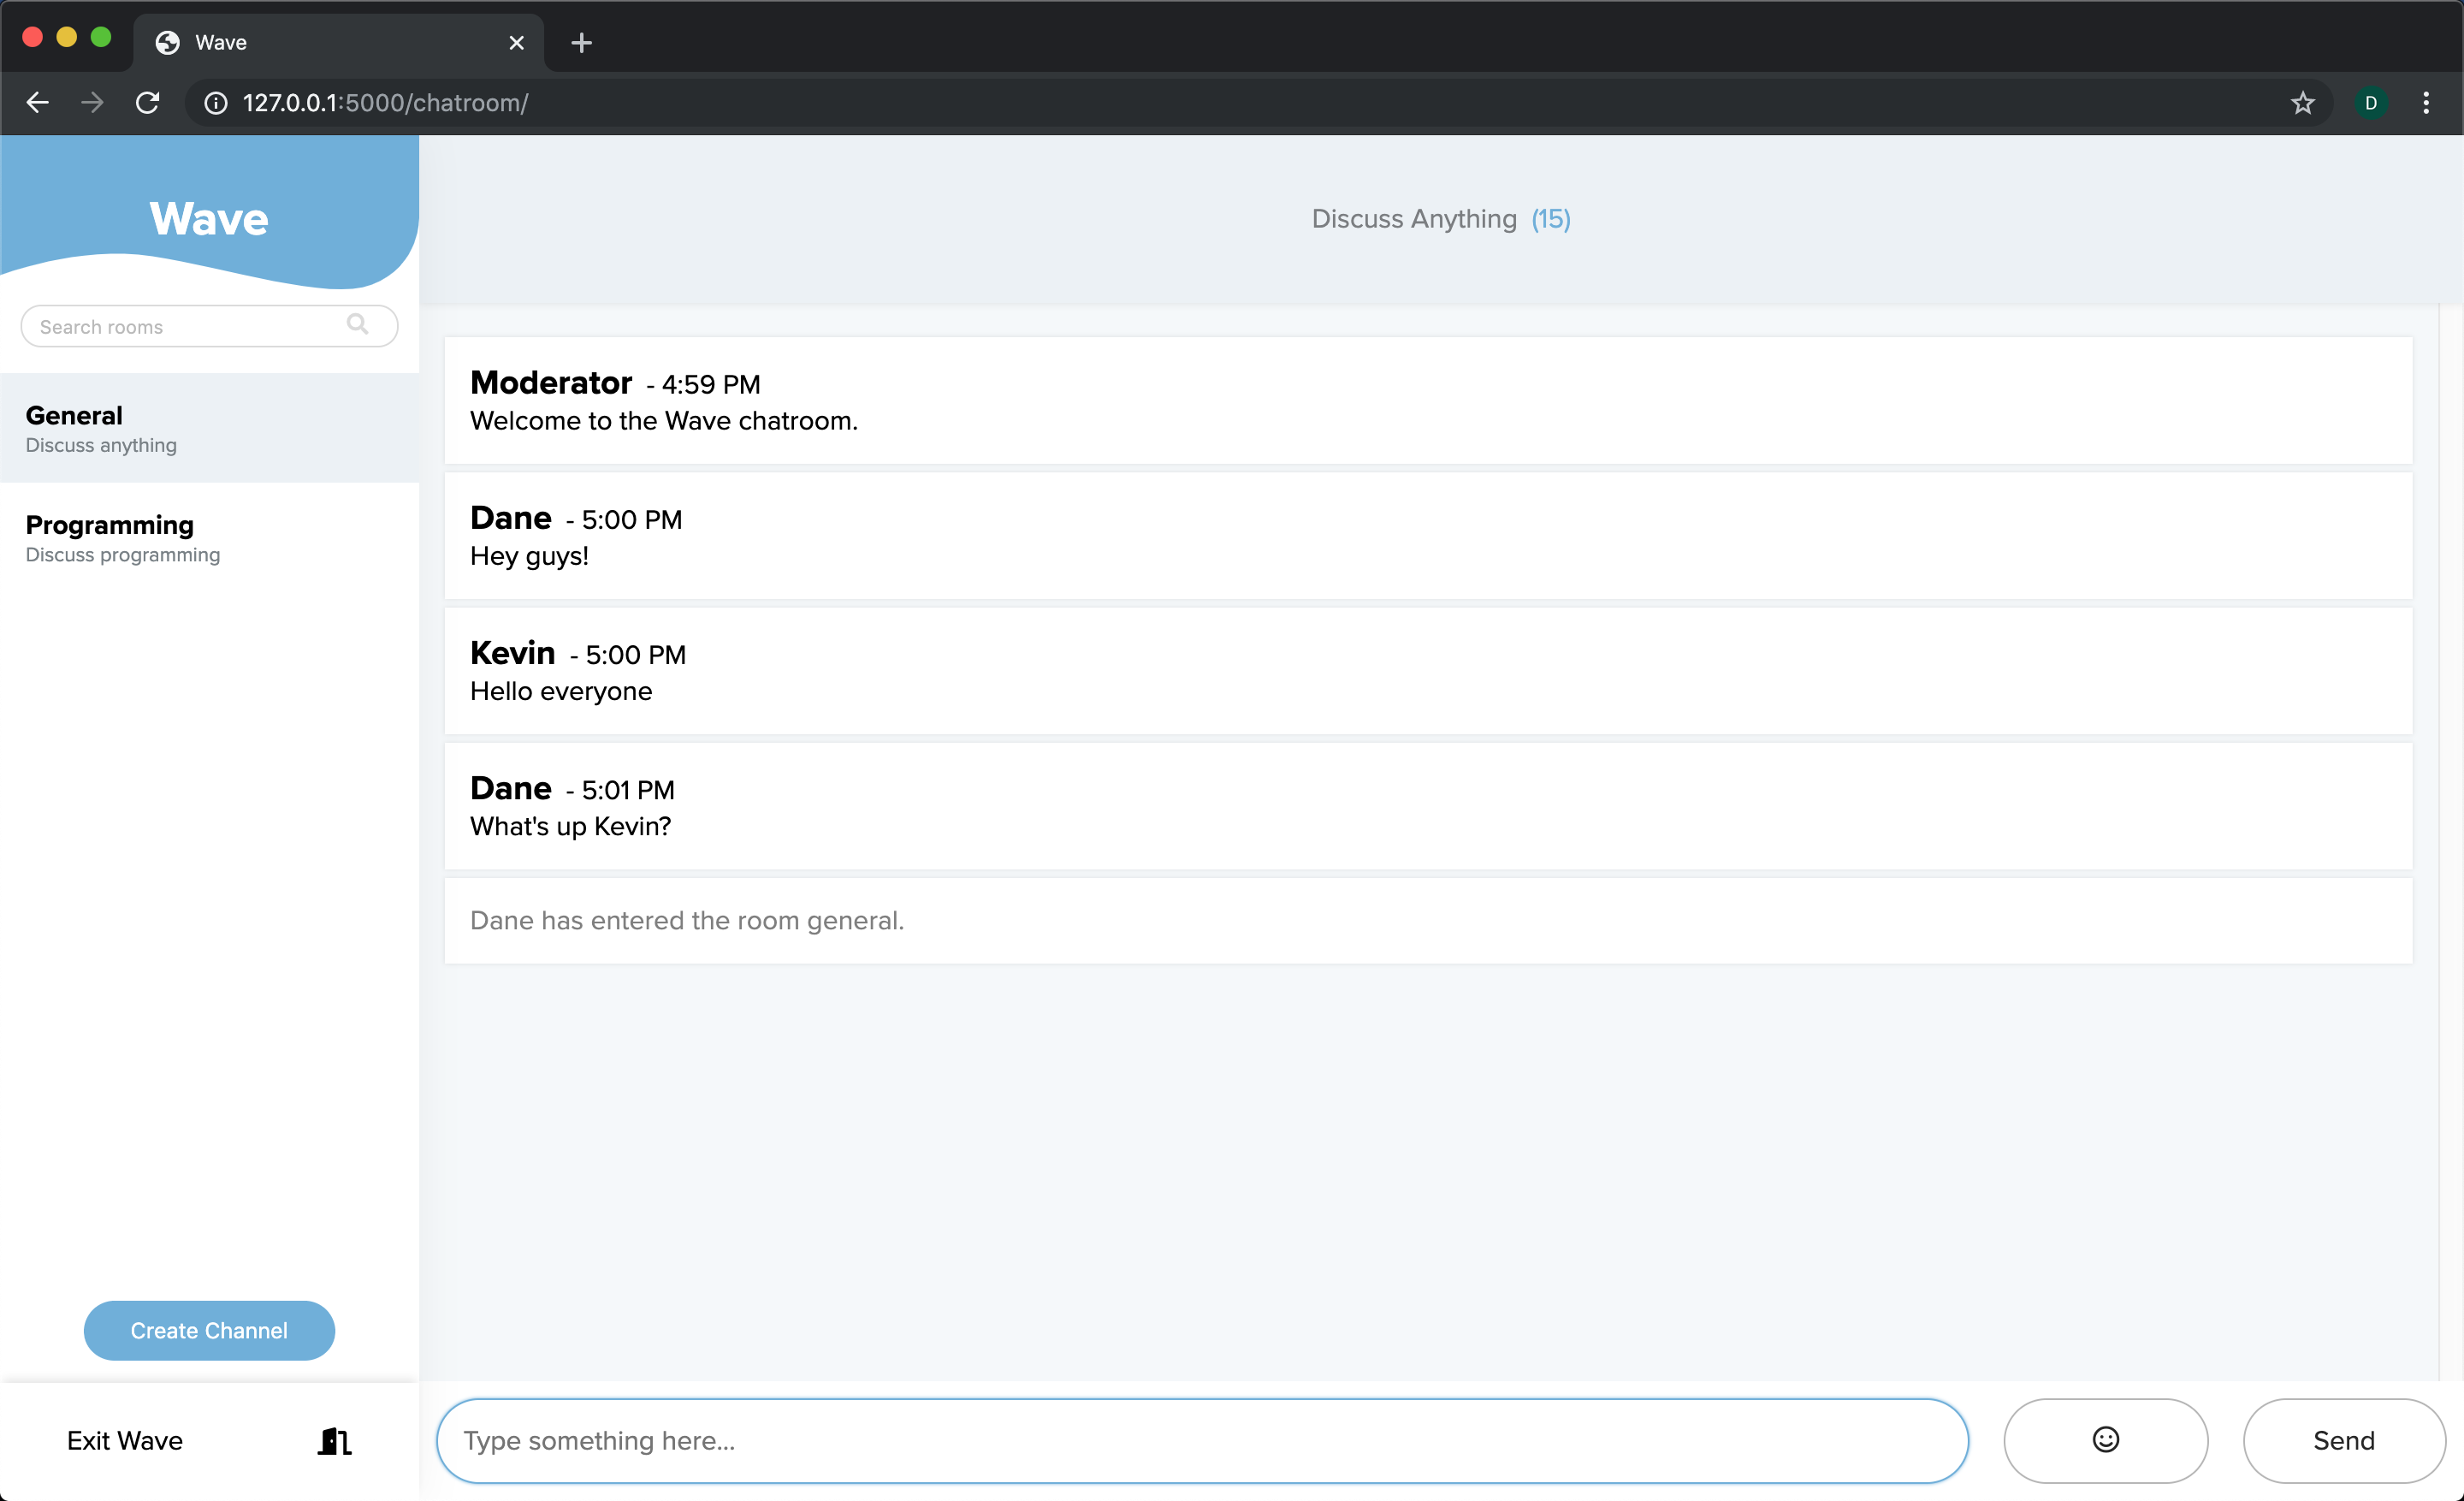 Wave
127.0.0.1:5000/chatroom/
D
Wave
Search rooms
General
Discuss anything
Programming
Discuss programming
Create Channel
Exit Wave
Discuss Anything (15)
Moderator - 4:59 PM
Welcome to the Wave chatroom.
Dane - 5:00 PM
Hey guys!
Kevin - 5:00 PM
Hello everyone
Dane - 5:01 PM
What's up Kevin?
Dane has entered the room general.
Type something here...
Send